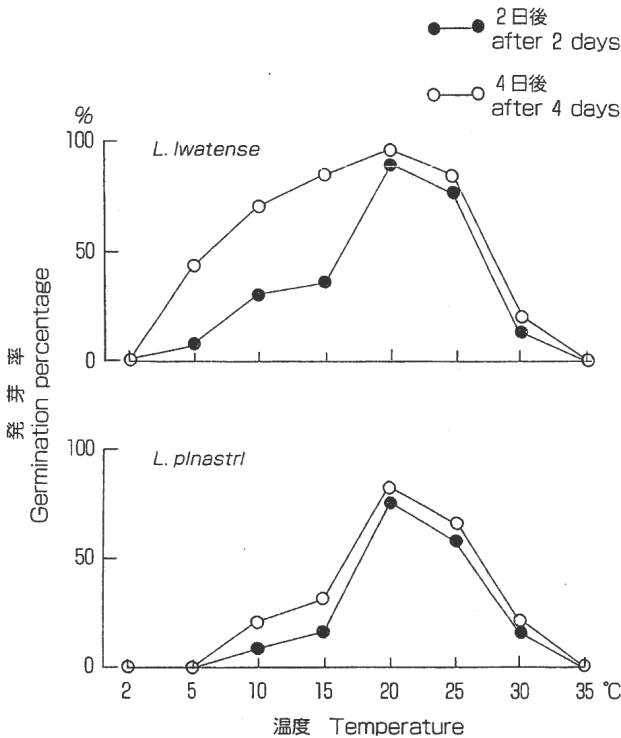 2日後
after 2 days
4日後
after 4 days
%
100
L. Iwatense
50
0
発芽率
Germination percentage
100
L. pInastrI
50
0
2 5 10 15 20 25 30 35 ℃
温度 Temperature